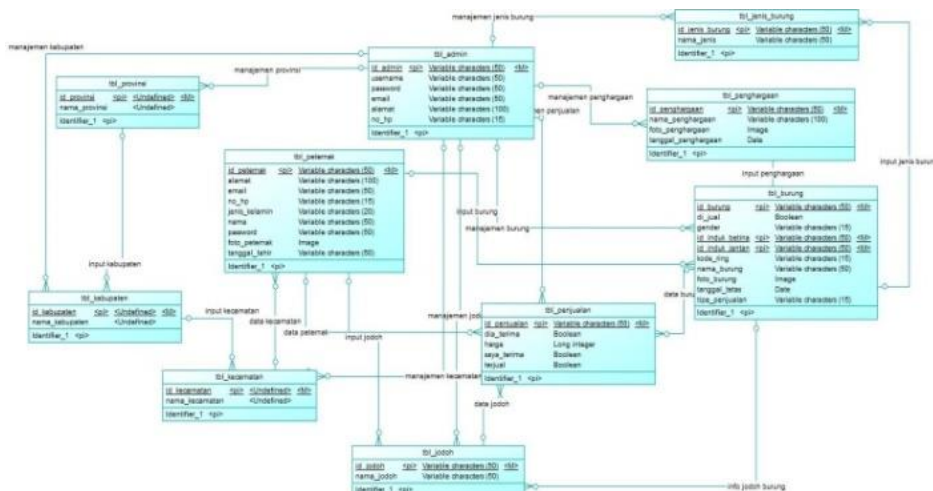 manajemen jenis burung
tbl_jenis_burung
id_jenis_burung <pi> Variable characters (50) <M>
nama_jenis Variable characters (50)
Identifier_1 <pi>
manajemen kabupaten
tbl_admin
id_admin <pi> Variable characters (50) <M>
username Variable characters (50)
password Variable characters (50)
email Variable characters (50)
alamat Variable characters (100)
no_hp Variable characters (15)
Identifier_1 <pi>
manajemen provinsi
tbl_provinsi
id_provinsi <pi> <Undefined> <M>
nama_provinsi <Undefined>
Identifier_1 <pi>
manajemen penghargaan
penjualan
tbl_penghargaan
id_penghargaan <pi> Variable characters (50) <M>
nama_penghargaan Variable characters (100)
foto_penghargaan Image
tanggal_penghargaan Date
Identifier_1 <pi>
input jenis burung
input penghargaan
tbl_peternak
id_peternak <pi> Variable characters (50) <M>
alamat Variable characters (100)
email Variable characters (50)
no_hp Variable characters (15)
jenis_kelamin Variable characters (20)
nama Variable characters (50)
password Variable characters (50)
foto_peternak Image
tanggal_lahir Variable characters (50)
Identifier_1 <pi>
input burung
manajemen burung
tbl_burung
id_burung <pi> Variable characters (50) <M>
di_jual Boolean
gender Variable characters (15)
id_induk_betina <pi> Variable characters (50) <M>
id_induk_jantan <pi> Variable characters (50) <M>
kode_ring Variable characters (15)
nama_burung Variable characters (50)
foto_burung Image
tanggal_tetas Date
tipe_penjualan Variable characters (15)
Identifier_1 <pi>
input kabupaten
tbl_kabupaten
id_kabupaten <pi> <Undefined> <M>
nama_kabupaten <Undefined>
Identifier_1 <pi>
input kecamatan
data kecamatan
data peternak
input jodoh
manajemen
data
tbl_penjualan
id_penjualan <pi> Variable characters (50) <M>
dia_terima Boolean
harga Long integer
saya_terima Boolean
terjual Boolean
Identifier_1 <pi>
tbl_kecamatan
id_kecamatan <pi> <Undefined> <M>
nama_kecamatan <Undefined>
Identifier_1 <pi>
manajemen kecamatan
data jodoh
tbl_jodoh
id_jodoh <pi> Variable characters (50) <M>
nama_jodoh Variable characters (50)
Identifier_1 <pi>
info jodoh burung